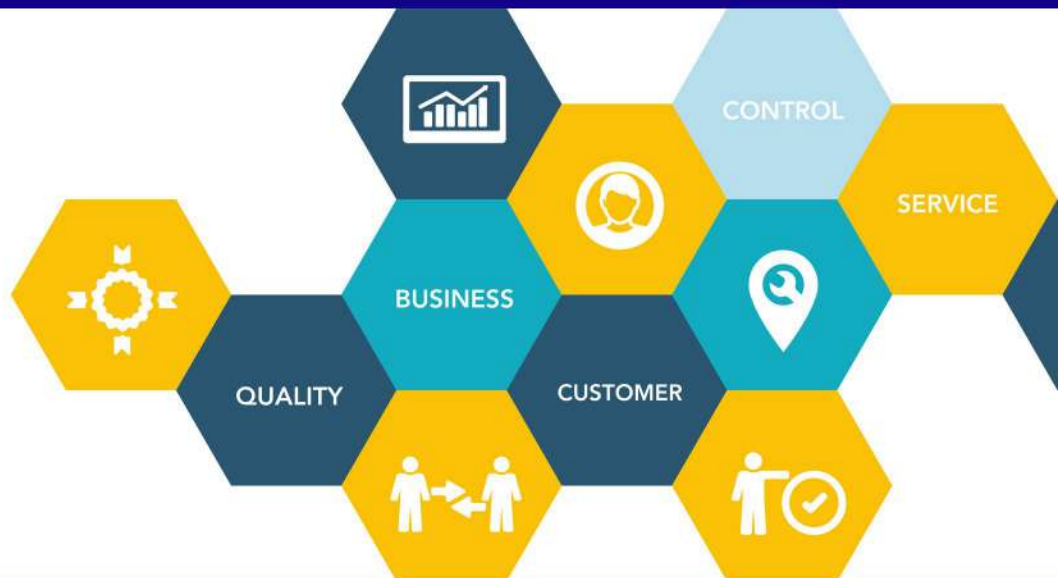 CONTROL
SERVICE
BUSINESS
QUALITY
CUSTOMER